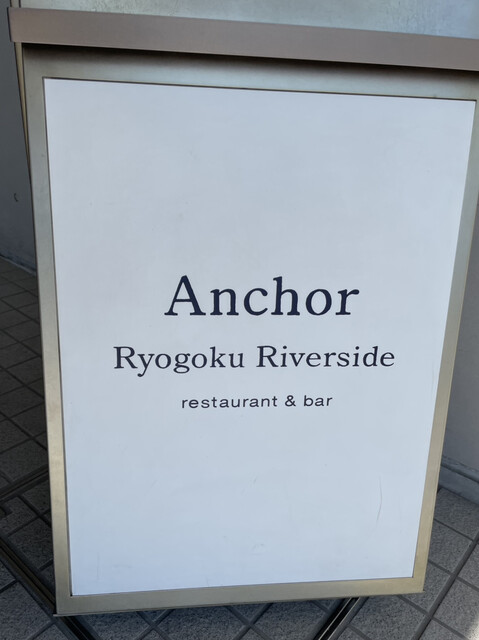 Anchor
Ryogoku Riverside
restaurant & bar